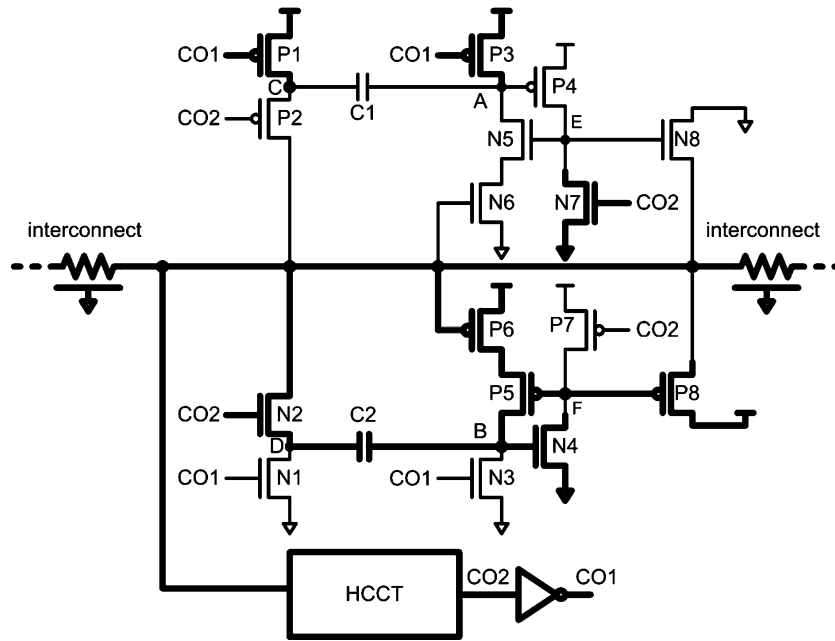 CO1 P1 CO1 P3
C A P4
C1
CO2 P2 E
N5 N8
N6 N7 CO2
interconnect interconnect
P6 P7 CO2
P5 P8
F
CO2 N2 C2 B N4
D
CO1 N1 CO1 N3
HCCT CO2 CO1